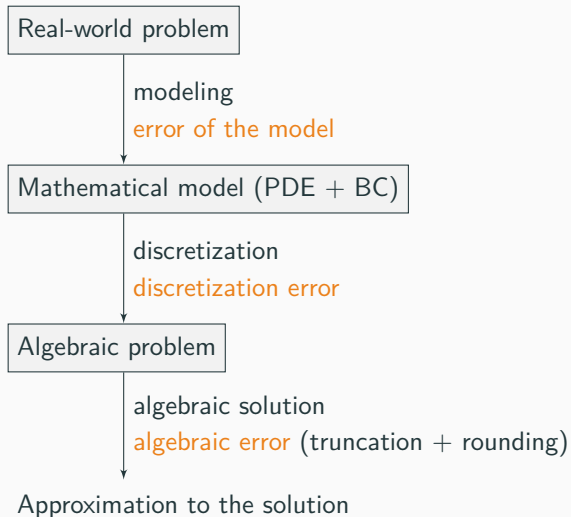 Real-world problem
modeling
error of the model
Mathematical model (PDE + BC)
discretization
discretization error
Algebraic problem
algebraic solution
algebraic error (truncation + rounding)
Approximation to the solution